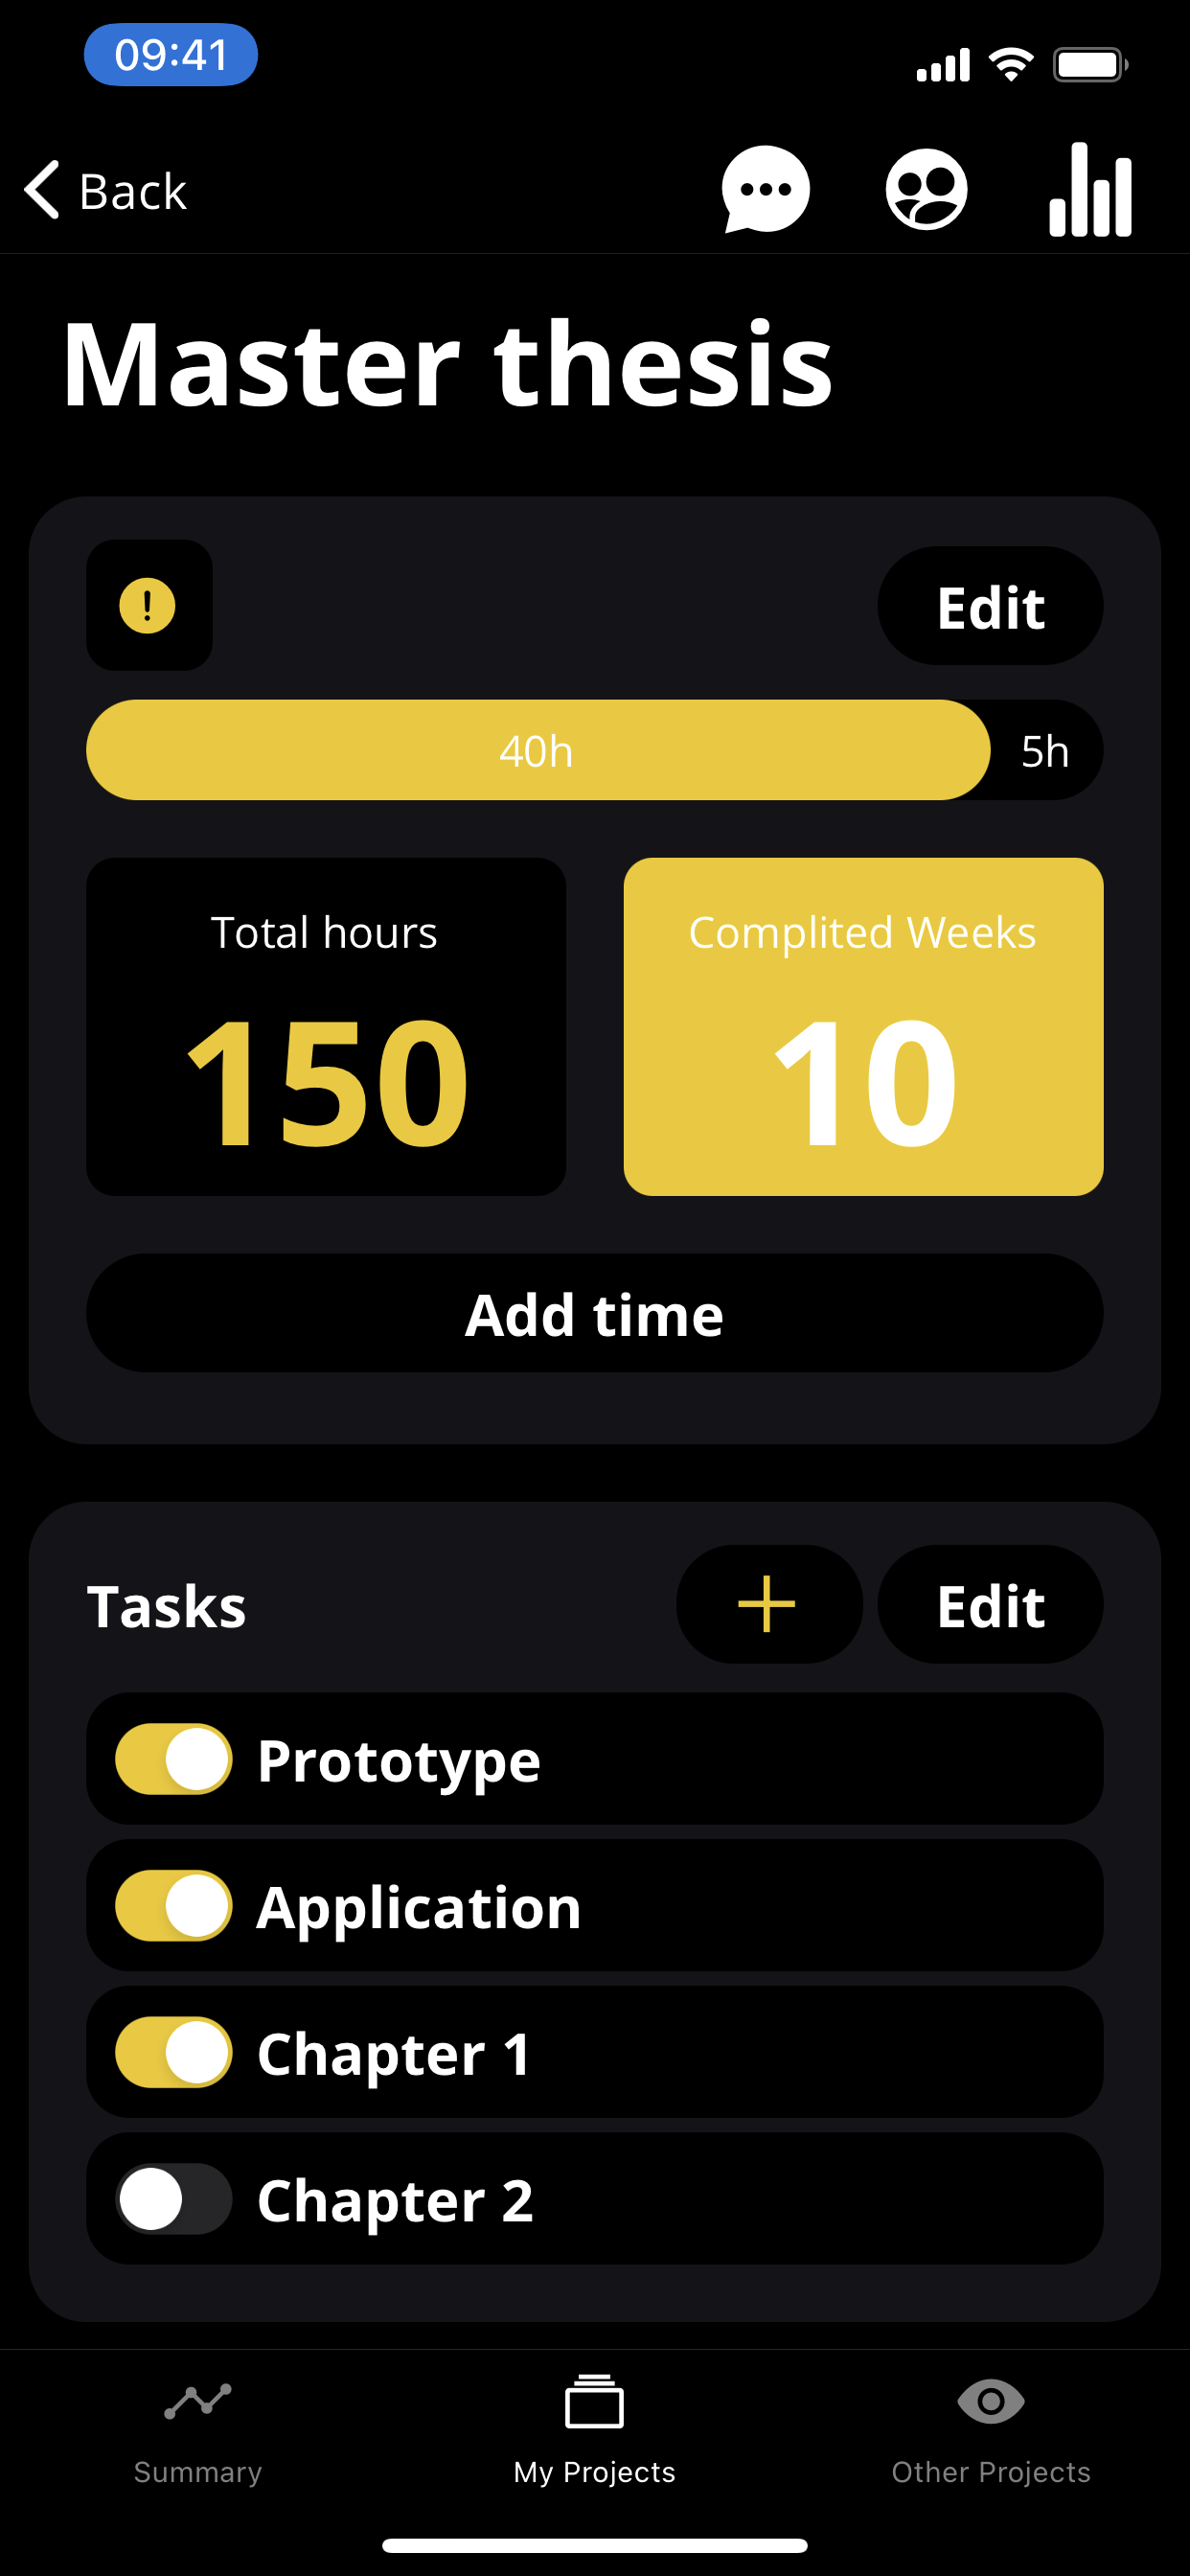 09:41
Back
Master thesis
!
Edit
40h
5h
Total hours
Complited Weeks
150
10
Add time
Tasks
Edit
Prototype
Application
Chapter 1
Chapter 2
Summary
My Projects
Other Projects